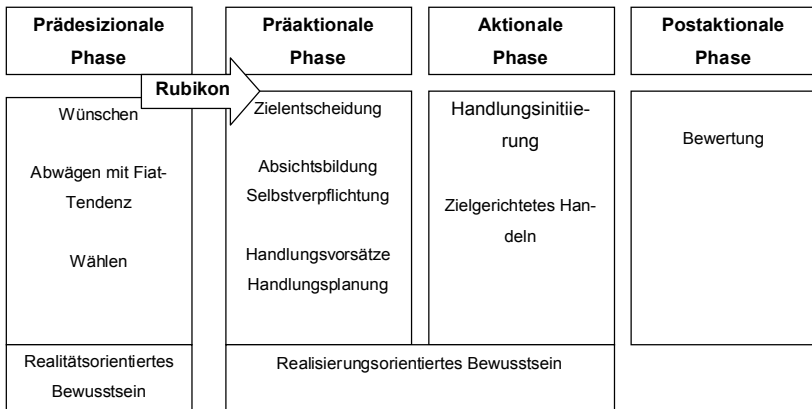 Prädesizionale
Phase
Präaktionale
Phase
Aktionale
Phase
Postaktionale
Phase
Rubikon
Wünschen
Abwägen mit Fiat-
Tendenz
Wählen
Zielentscheidung
Absichtsbildung
Selbstverpflichtung
Handlungsvorsätze
Handlungsplanung
Handlungsinitiie-
rung
Zielgerichtetes Han-
deln
Bewertung
Realitätsorientiertes
Bewusstsein
Realisierungsorientiertes Bewusstsein